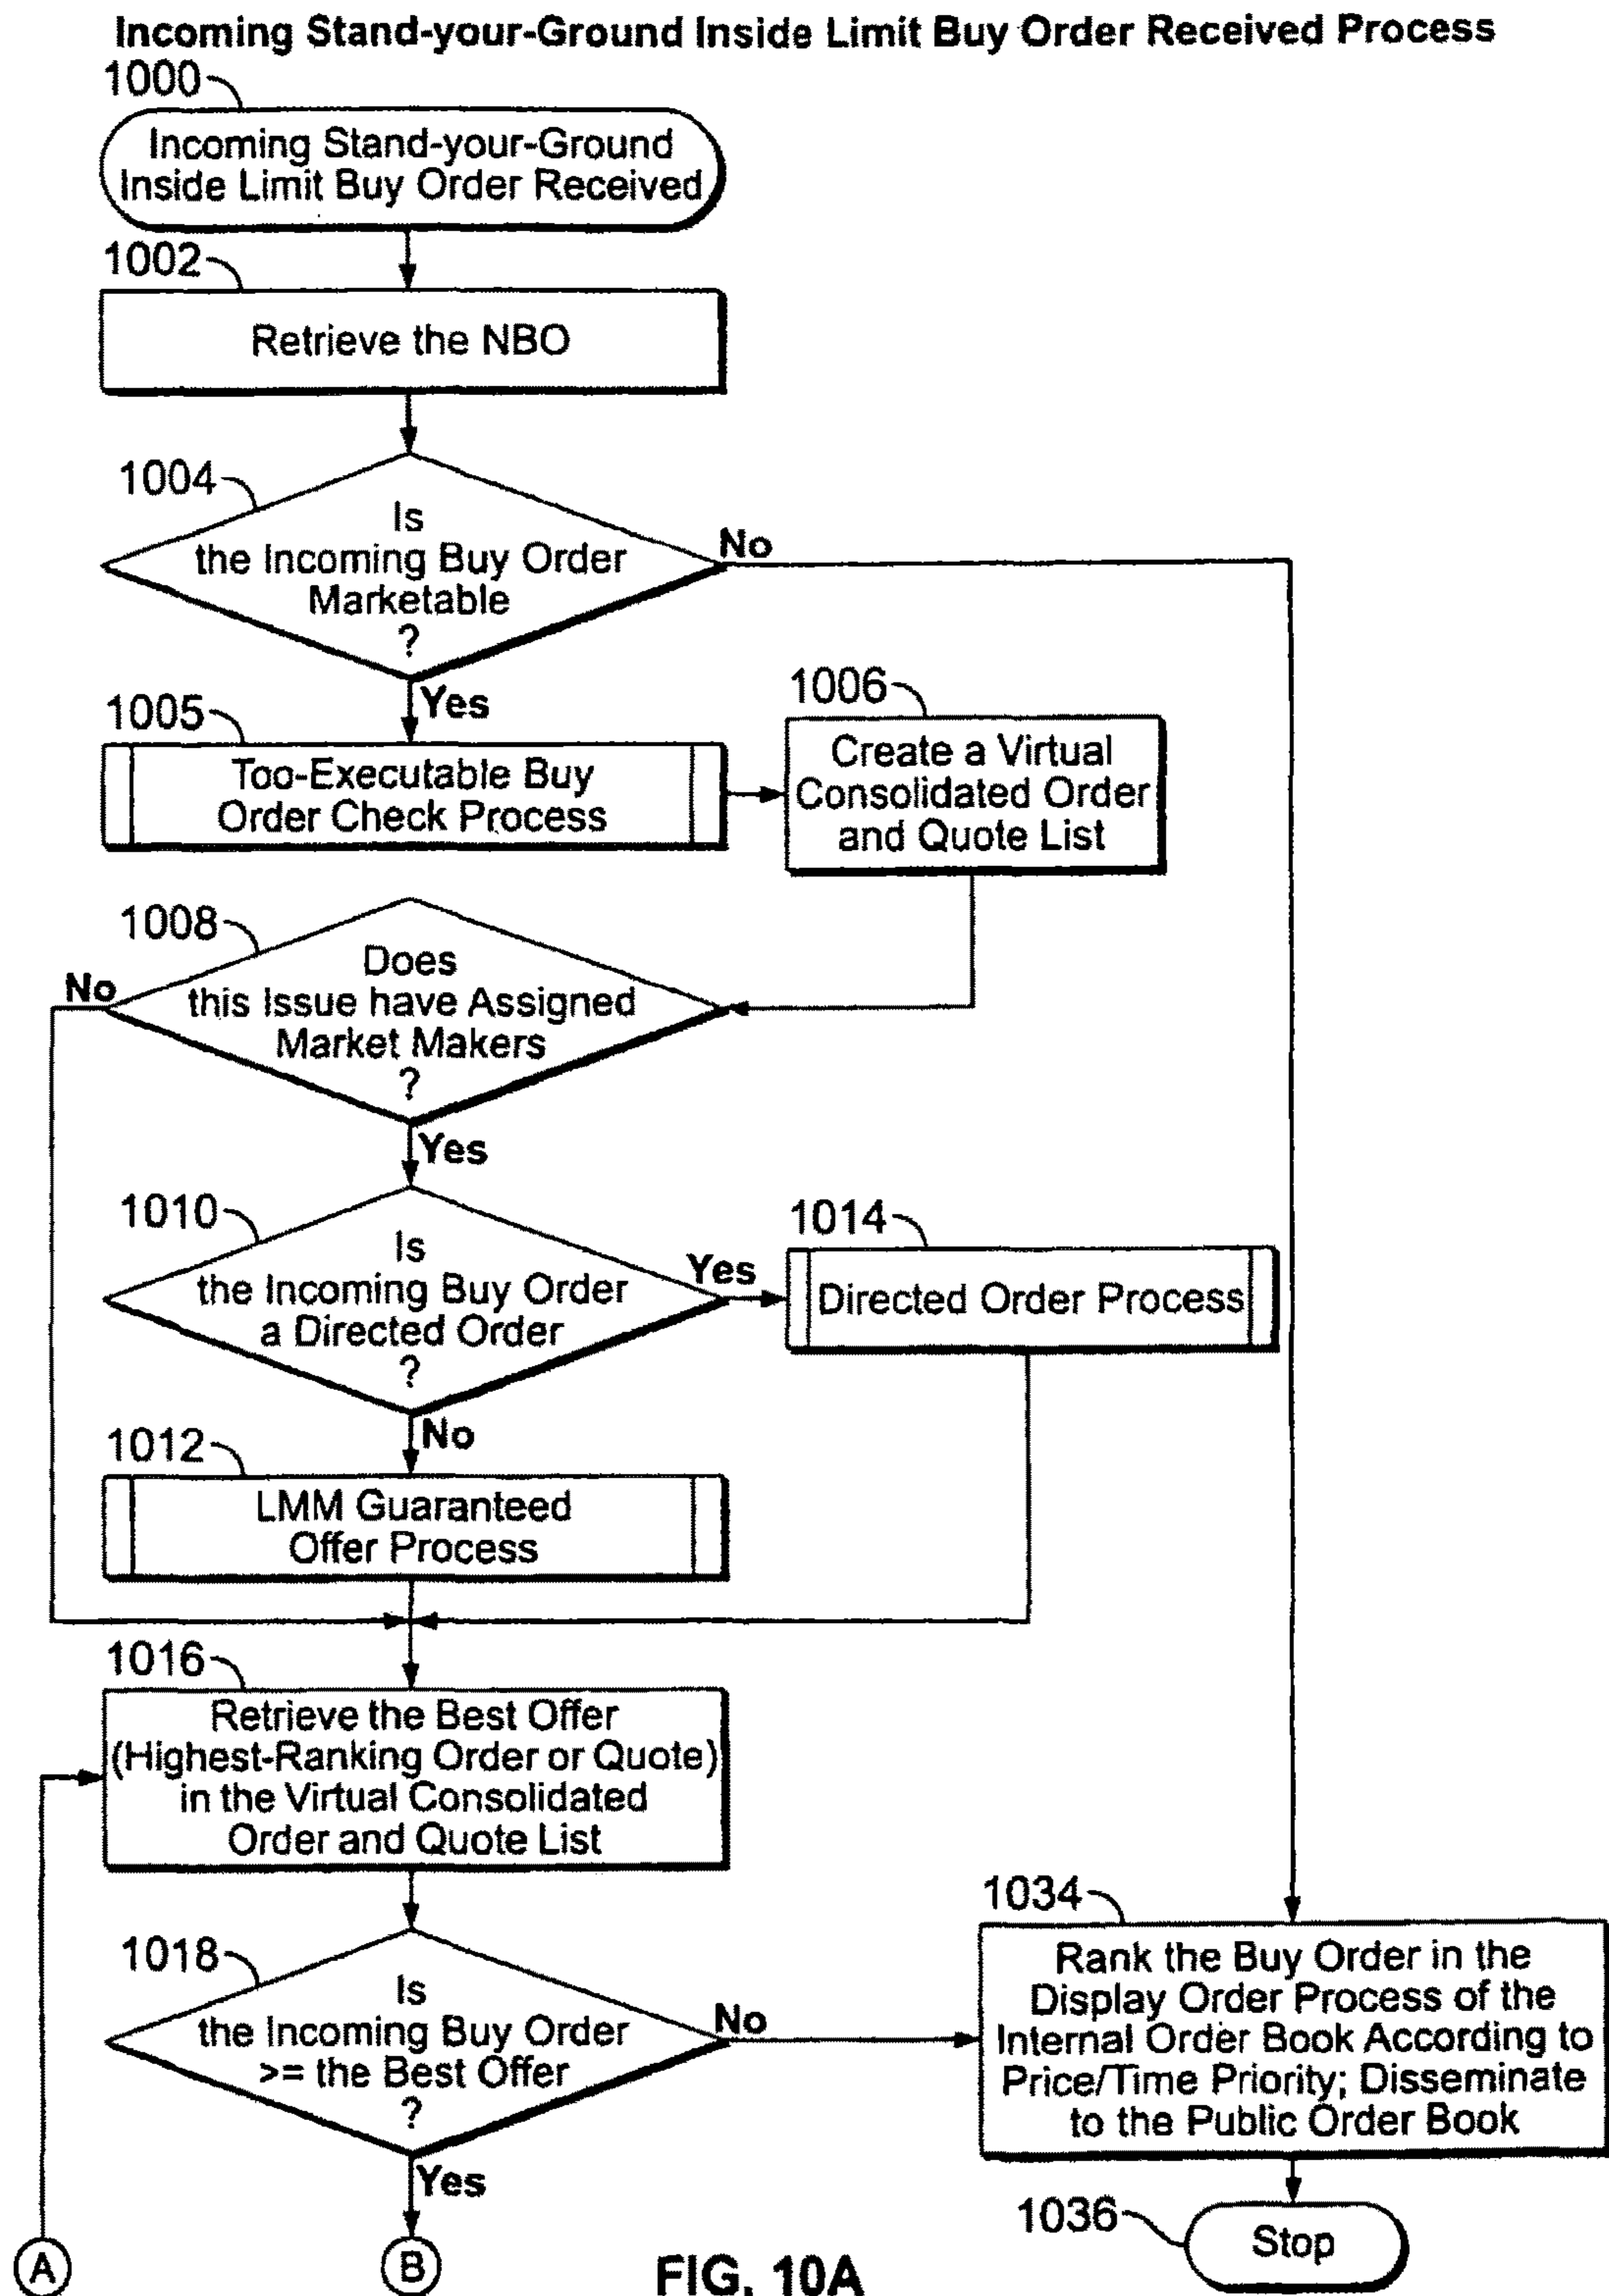 Incoming Stand-your-Ground Inside Limit Buy Order Received Process
1000
Incoming Stand-your-Ground
Inside Limit Buy Order Received
1002
Retrieve the NBO
1004
Is
the Incoming Buy Order
Marketable
?
No
Yes
1005
Too-Executable Buy
Order Check Process
1006
Create a Virtual
Consolidated Order
and Quote List
1008
Does
this Issue have Assigned
Market Makers
?
No
Yes
1010
Is
the Incoming Buy Order
a Directed Order
?
Yes
1014
Directed Order Process
No
1012
LMM Guaranteed
Offer Process
1016
Retrieve the Best Offer
(Highest-Ranking Order or Quote)
in the Virtual Consolidated
Order and Quote List
1018
Is
the Incoming Buy Order
>= the Best Offer
?
No
Yes
1034
Rank the Buy Order in the
Display Order Process of the
Internal Order Book According to
Price/Time Priority; Disseminate
to the Public Order Book
1036
Stop
A
B
FIG. 10A